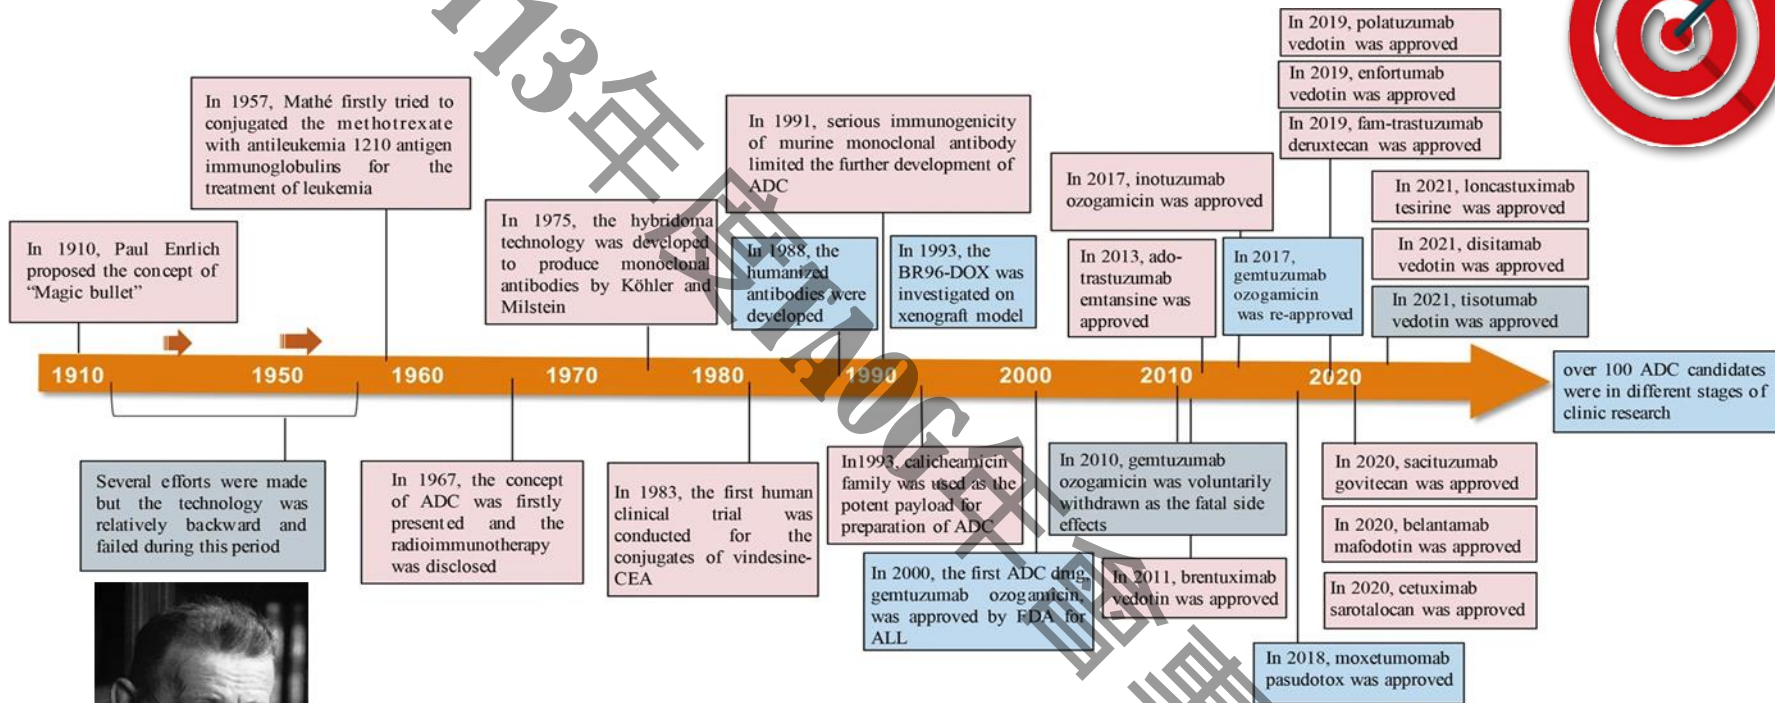 In 2019, polatuzumab
vedotin was approved
In 2019, enfortumab
vedotin was approved
In 2019, fam-trastuzumab
deruxtecan was approved
In 1957, Mathé firstly tried to
conjugated the methotrexate
with antileukemia 1210 antigen
immunoglobulins for the
treatment of leukemia
In 1991, serious immunogenicity
of murine monoclonal antibody
limited the further development of
ADC
In 2017, inotuzumab
ozogamicin was approved
In 2021, loncastuximab
tesirine was approved
In 1910, Paul Enrlich
proposed the concept of
“Magic bullet”
In 1975, the hybridoma
technology was developed
to produce monoclonal
antibodies by Köhler and
Milstein
In 1988, the
humanized
antibodies were
developed
In 1993, the
BR96-DOX was
investigated on
xenograft model
In 2013, ado-
trastuzumab
emtansine was
approved
In 2017,
gemtuzumab
ozogamicin
was re-approved
In 2021, disitamab
vedotin was approved
In 2021, tisotumab
vedotin was approved
1910 1950 1960 1970 1980 1990 2000 2010 2020
over 100 ADC candidates
were in different stages of
clinic research
Several efforts were made
but the technology was
relatively backward and
failed during this period
In 1967, the concept
of ADC was firstly
presented and the
radioimmunotherapy
was disclosed
In 1983, the first human
clinical trial was
conducted for the
conjugates of vindesine-
CEA
In1993, calicheamicin
family was used as the
potent payload for
preparation of ADC
In 2000, the first ADC drug,
gemtuzumab ozogamicin,
was approved by FDA for
ALL
In 2010, gemtuzumab
ozogamicin was voluntarily
withdrawn as the fatal side
effects
In 2011, brentuximab
vedotin was approved
In 2020, sacituzumab
govitecan was approved
In 2020, belantamab
mafodotin was approved
In 2020, cetuximab
sarotalocan was approved
In 2018, moxetumomab
pasudotox was approved
113年度TAOG年會專